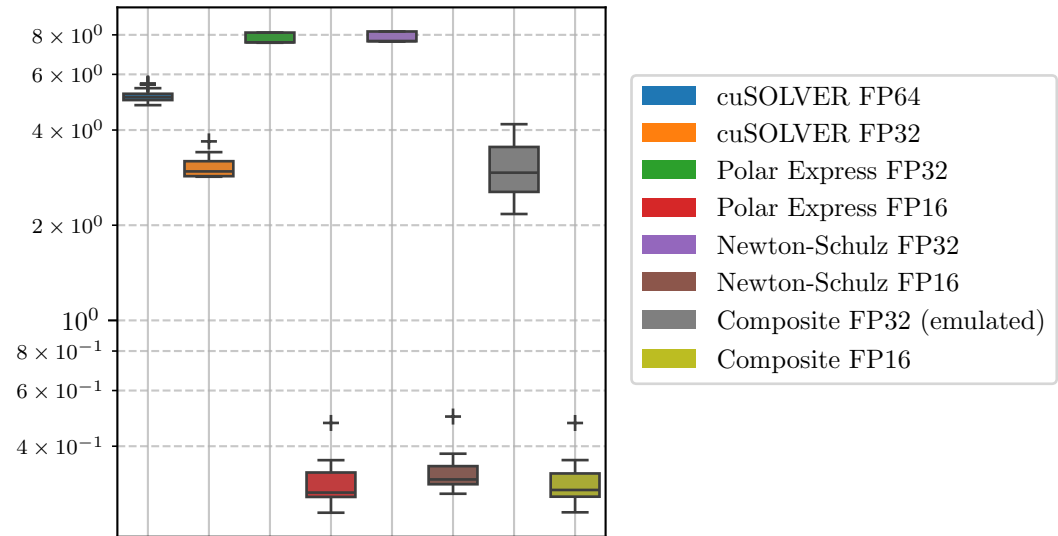 8 × 10⁰
6 × 10⁰
4 × 10⁰
2 × 10⁰
10⁰
8 × 10⁻¹
6 × 10⁻¹
4 × 10⁻¹
cuSOLVER FP64
cuSOLVER FP32
Polar Express FP32
Polar Express FP16
Newton-Schulz FP32
Newton-Schulz FP16
Composite FP32 (emulated)
Composite FP16